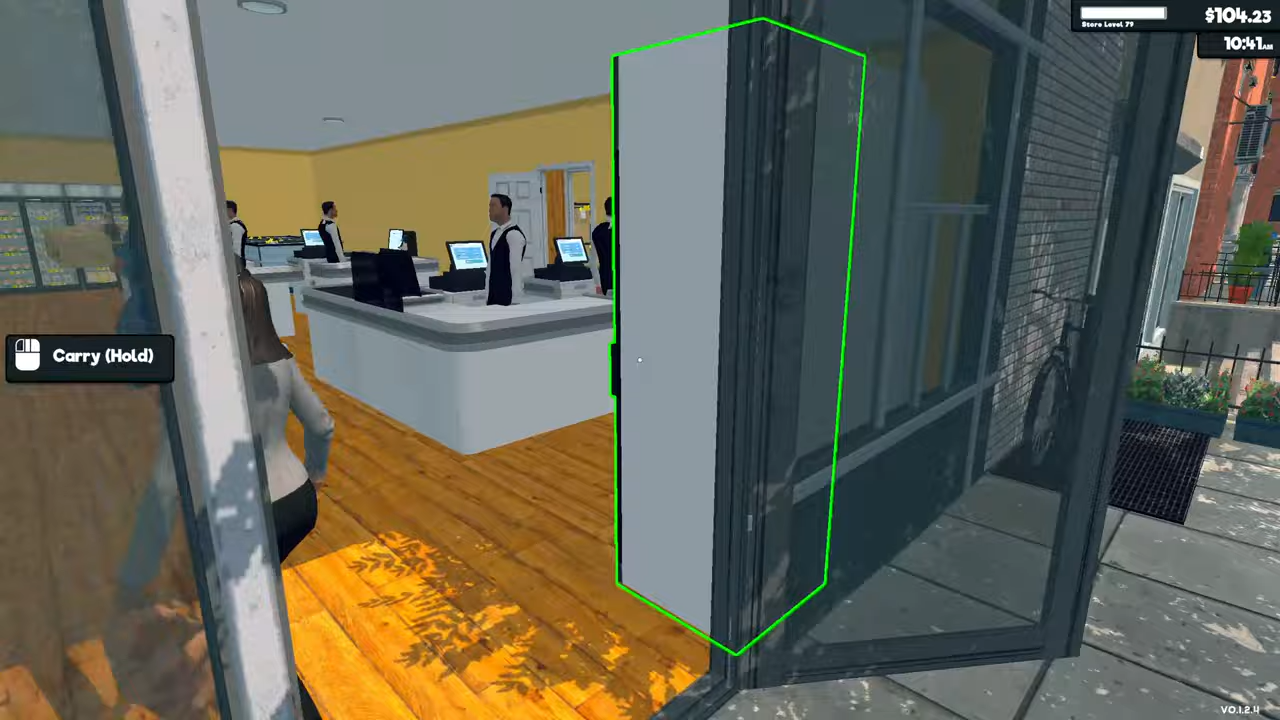 $104.23
Store Level 79
10:41AM
Carry (Hold)
V0.1.2.4